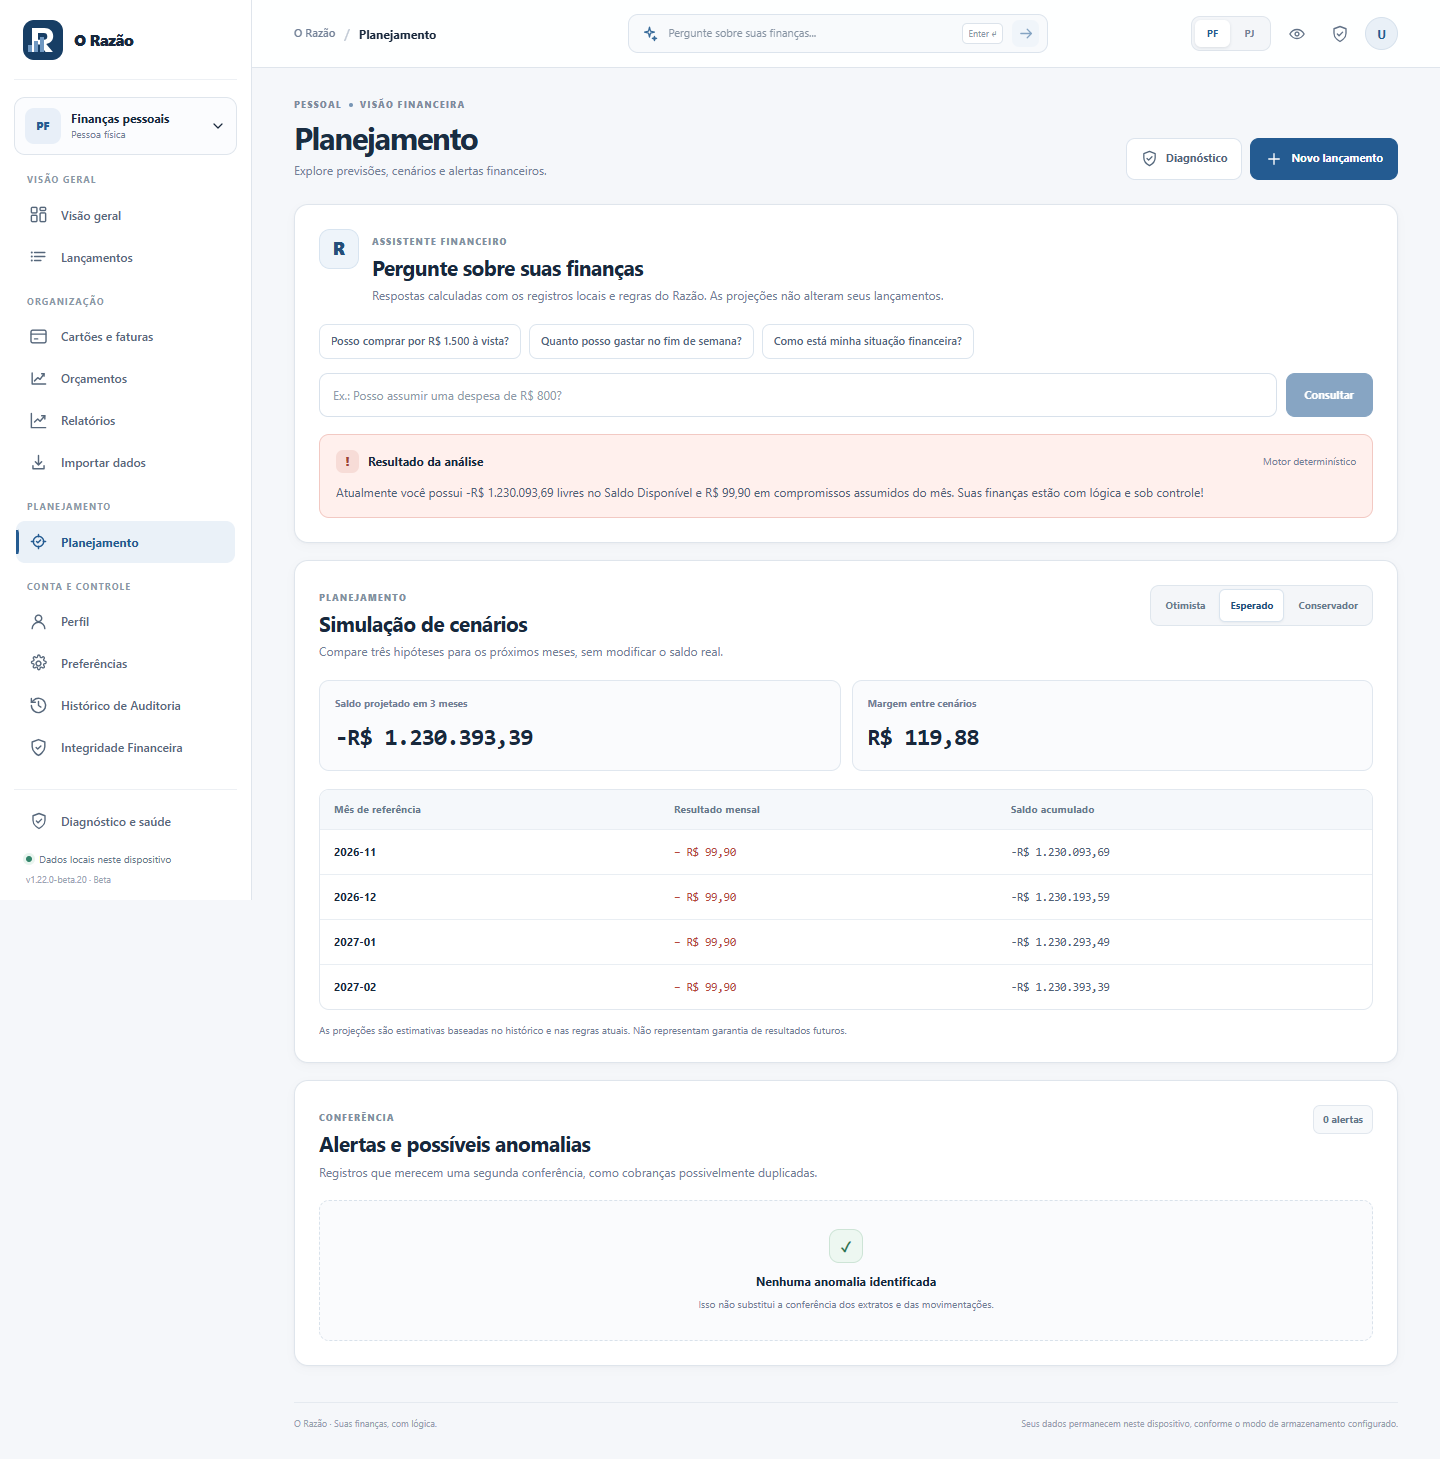 O Razão
PF
Finanças pessoais
Pessoa física
VISÃO GERAL
Visão geral
Lançamentos
ORGANIZAÇÃO
Cartões e faturas
Orçamentos
Relatórios
Importar dados
PLANEJAMENTO
Planejamento
CONTA E CONTROLE
Perfil
Preferências
Histórico de Auditoria
Integridade Financeira
Diagnóstico e saúde
Dados locais neste dispositivo
v1.22.0-beta.20 · Beta
O Razão / Planejamento
Pergunte sobre suas finanças...
Enter ↵
PF PJ
U
PESSOAL • VISÃO FINANCEIRA
Planejamento
Explore previsões, cenários e alertas financeiros.
Diagnóstico
Novo lançamento
R
ASSISTENTE FINANCEIRO
Pergunte sobre suas finanças
Respostas calculadas com os registros locais e regras do Razão. As projeções não alteram seus lançamentos.
Posso comprar por R$ 1.500 à vista?
Quanto posso gastar no fim de semana?
Como está minha situação financeira?
Ex.: Posso assumir uma despesa de R$ 800?
Consultar
! Resultado da análise
Motor determinístico
Atualmente você possui -R$ 1.230.093,69 livres no Saldo Disponível e R$ 99,90 em compromissos assumidos do mês. Suas finanças estão com lógica e sob controle!
PLANEJAMENTO
Simulação de cenários
Compare três hipóteses para os próximos meses, sem modificar o saldo real.
Otimista Esperado Conservador
Saldo projetado em 3 meses
-R$ 1.230.393,39
Margem entre cenários
R$ 119,88
Mês de referência Resultado mensal Saldo acumulado
2026-11 − R$ 99,90 -R$ 1.230.093,69
2026-12 − R$ 99,90 -R$ 1.230.193,59
2027-01 − R$ 99,90 -R$ 1.230.293,49
2027-02 − R$ 99,90 -R$ 1.230.393,39
As projeções são estimativas baseadas no histórico e nas regras atuais. Não representam garantia de resultados futuros.
CONFERÊNCIA
Alertas e possíveis anomalias
Registros que merecem uma segunda conferência, como cobranças possivelmente duplicadas.
0 alertas
✓
Nenhuma anomalia identificada
Isso não substitui a conferência dos extratos e das movimentações.
O Razão · Suas finanças, com lógica.
Seus dados permanecem neste dispositivo, conforme o modo de armazenamento configurado.